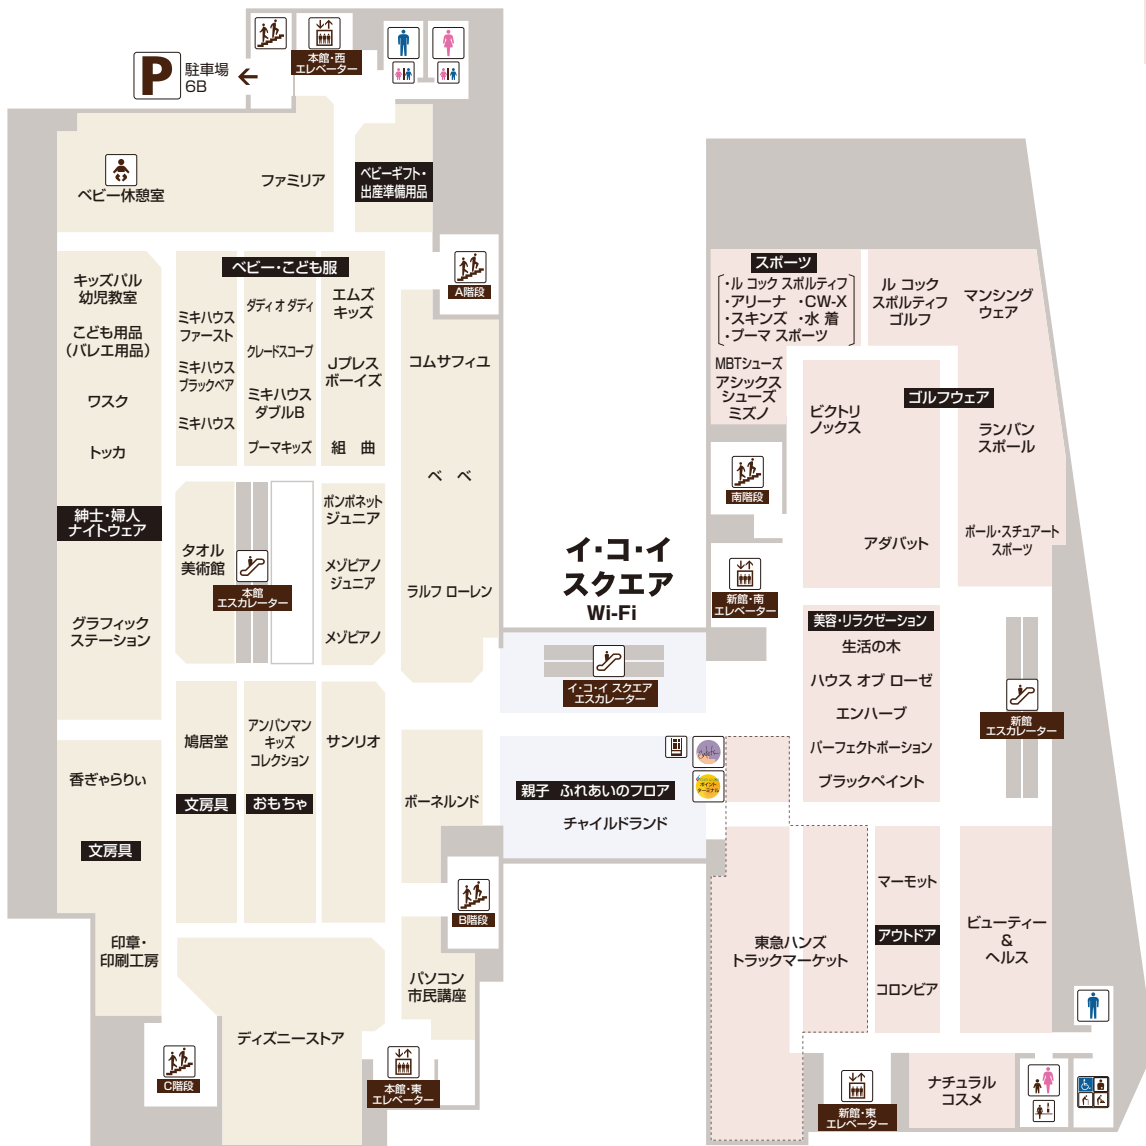 本館・西
エレベーター
P
駐車場
6B
ベビー休憩室
ファミリア
ベビーギフト・
出産準備用品
A階段
キッズパル
幼児教室
こども用品
(バレエ用品)
ワスク
トッカ
紳士・婦人
ナイトウェア
グラフィック
ステーション
ベビー・こども服
ミキハウス
ファースト
ミキハウス
ブラックベア
ミキハウス
ダディオダディ
クレードスコープ
ミキハウス
ダブルB
プーマキッズ
エムズ
キッズ
Jプレス
ボーイズ
組 曲
コムサフィユ
べ べ
ラルフ ローレン
タオル
美術館
本館
エスカレーター
ポンポネット
ジュニア
メゾピアノ
ジュニア
メゾピアノ
香ぎゃらりぃ
文房具
印章・
印刷工房
鳩居堂
文房具
アンパンマン
キッズ
コレクション
おもちゃ
サンリオ
ボーネルンド
B階段
パソコン
市民講座
ディズニーストア
C階段
本館・東
エレベーター
イ・コ・イ
スクエア
Wi-Fi
イ・コ・イ スクエア
エスカレーター
親子 ふれあいのフロア
チャイルドランド
ポイント
ターミナル
スポーツ
・ル コック スポルティフ
・アリーナ ・CW-X
・スキンズ ・水 着
・プーマ スポーツ
MBTシューズ
アシックス
シューズ
ミズノ
ル コック
スポルティフ
ゴルフ
マンシング
ウェア
ゴルフウェア
ビクトリ
ノックス
ランバン
スポール
アダバット
ポール・スチュアート
スポーツ
南階段
新館・南
エレベーター
美容・リラクゼーション
生活の木
ハウス オブ ローゼ
エンハーブ
パーフェクトポーション
ブラックペイント
新館
エスカレーター
東急ハンズ
トラックマーケット
マーモット
アウトドア
コロンビア
ビューティー
&
ヘルス
新館・東
エレベーター
ナチュラル
コスメ